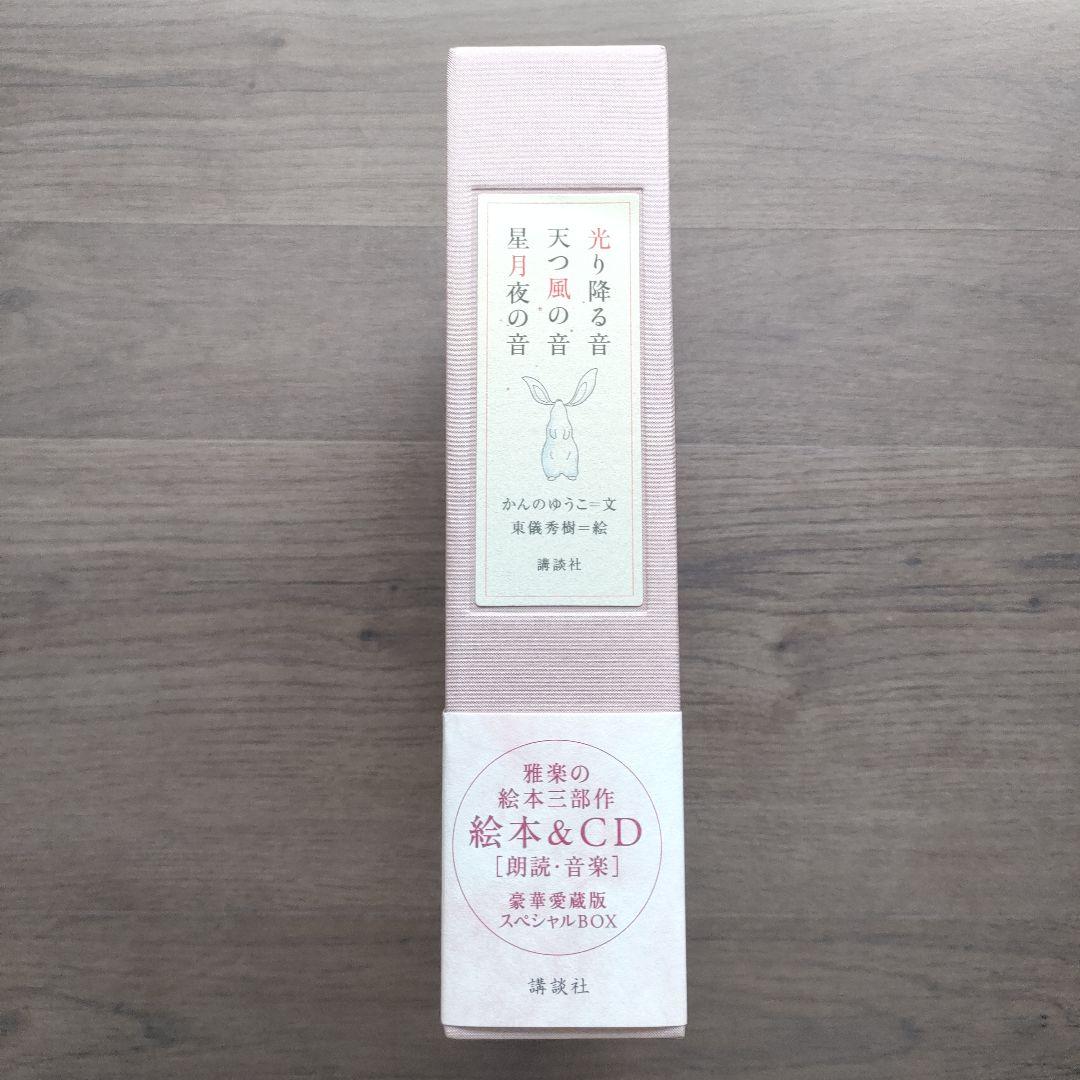 光り降る音
天つ風の音
星月夜の音
かんのゆうこ＝文
東儀秀樹＝絵
講談社
雅楽の
絵本三部作
絵本&CD
［朗読・音楽］
豪華愛蔵版
スペシャルBOX
講談社